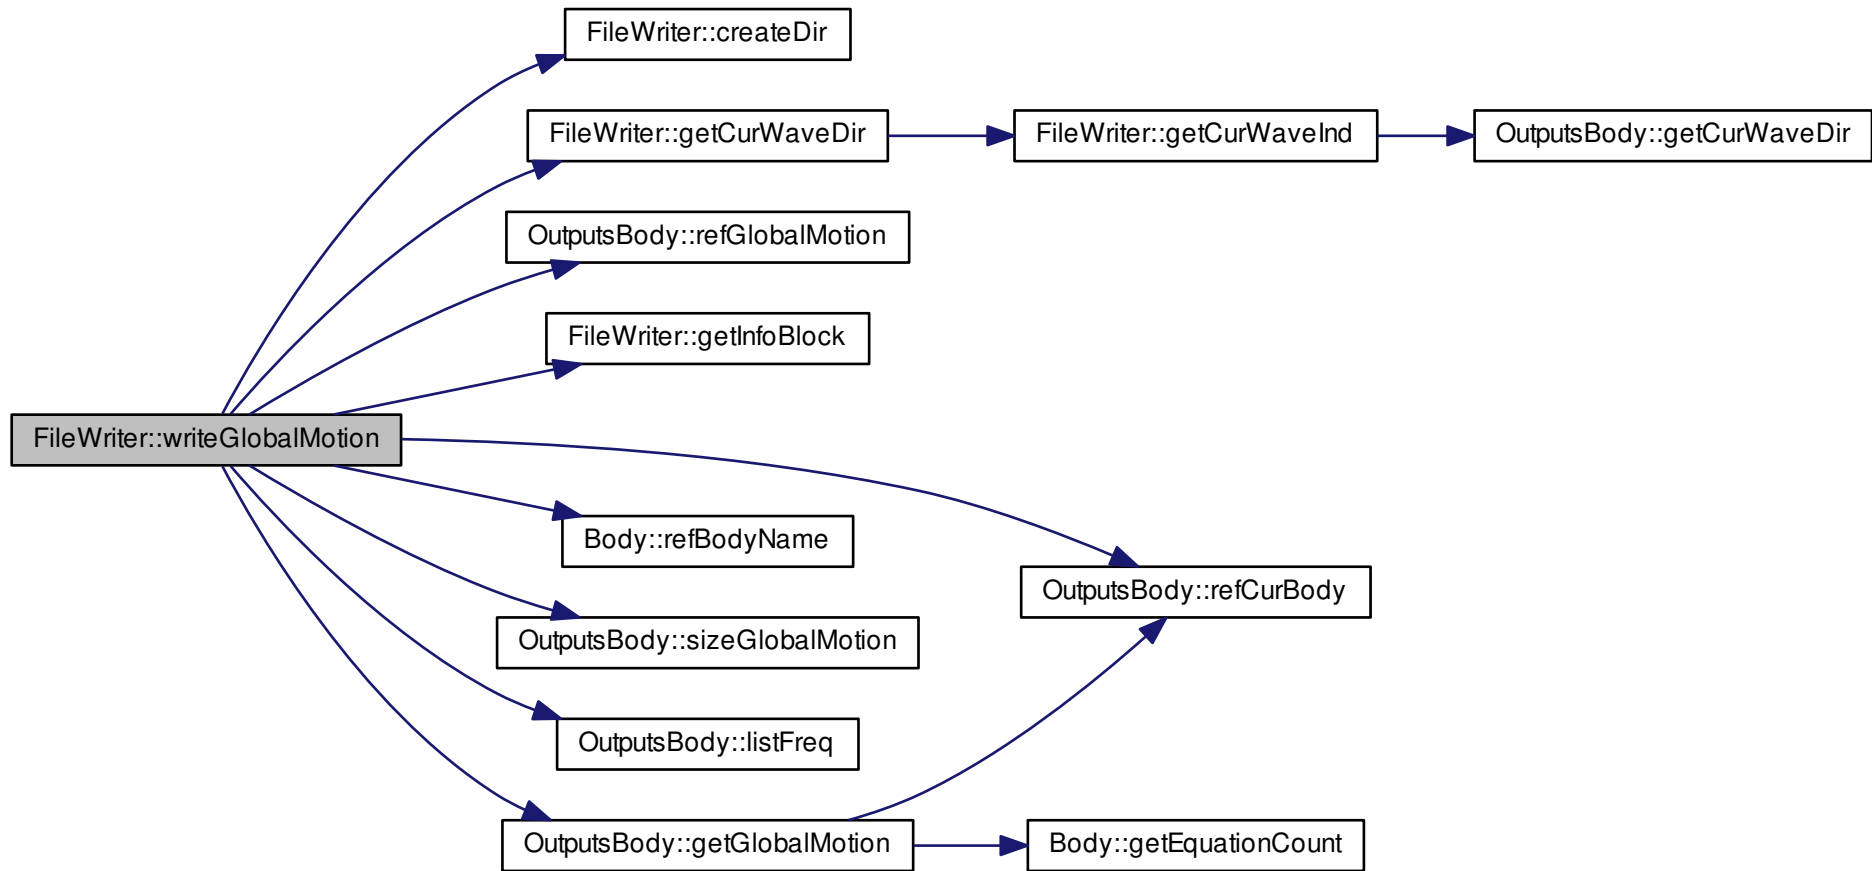 FileWriter::createDir
FileWriter::getCurWaveDir
FileWriter::getCurWaveInd
OutputsBody::getCurWaveDir
OutputsBody::refGlobalMotion
FileWriter::getInfoBlock
FileWriter::writeGlobalMotion
Body::refBodyName
OutputsBody::refCurBody
OutputsBody::sizeGlobalMotion
OutputsBody::listFreq
OutputsBody::getGlobalMotion
Body::getEquationCount